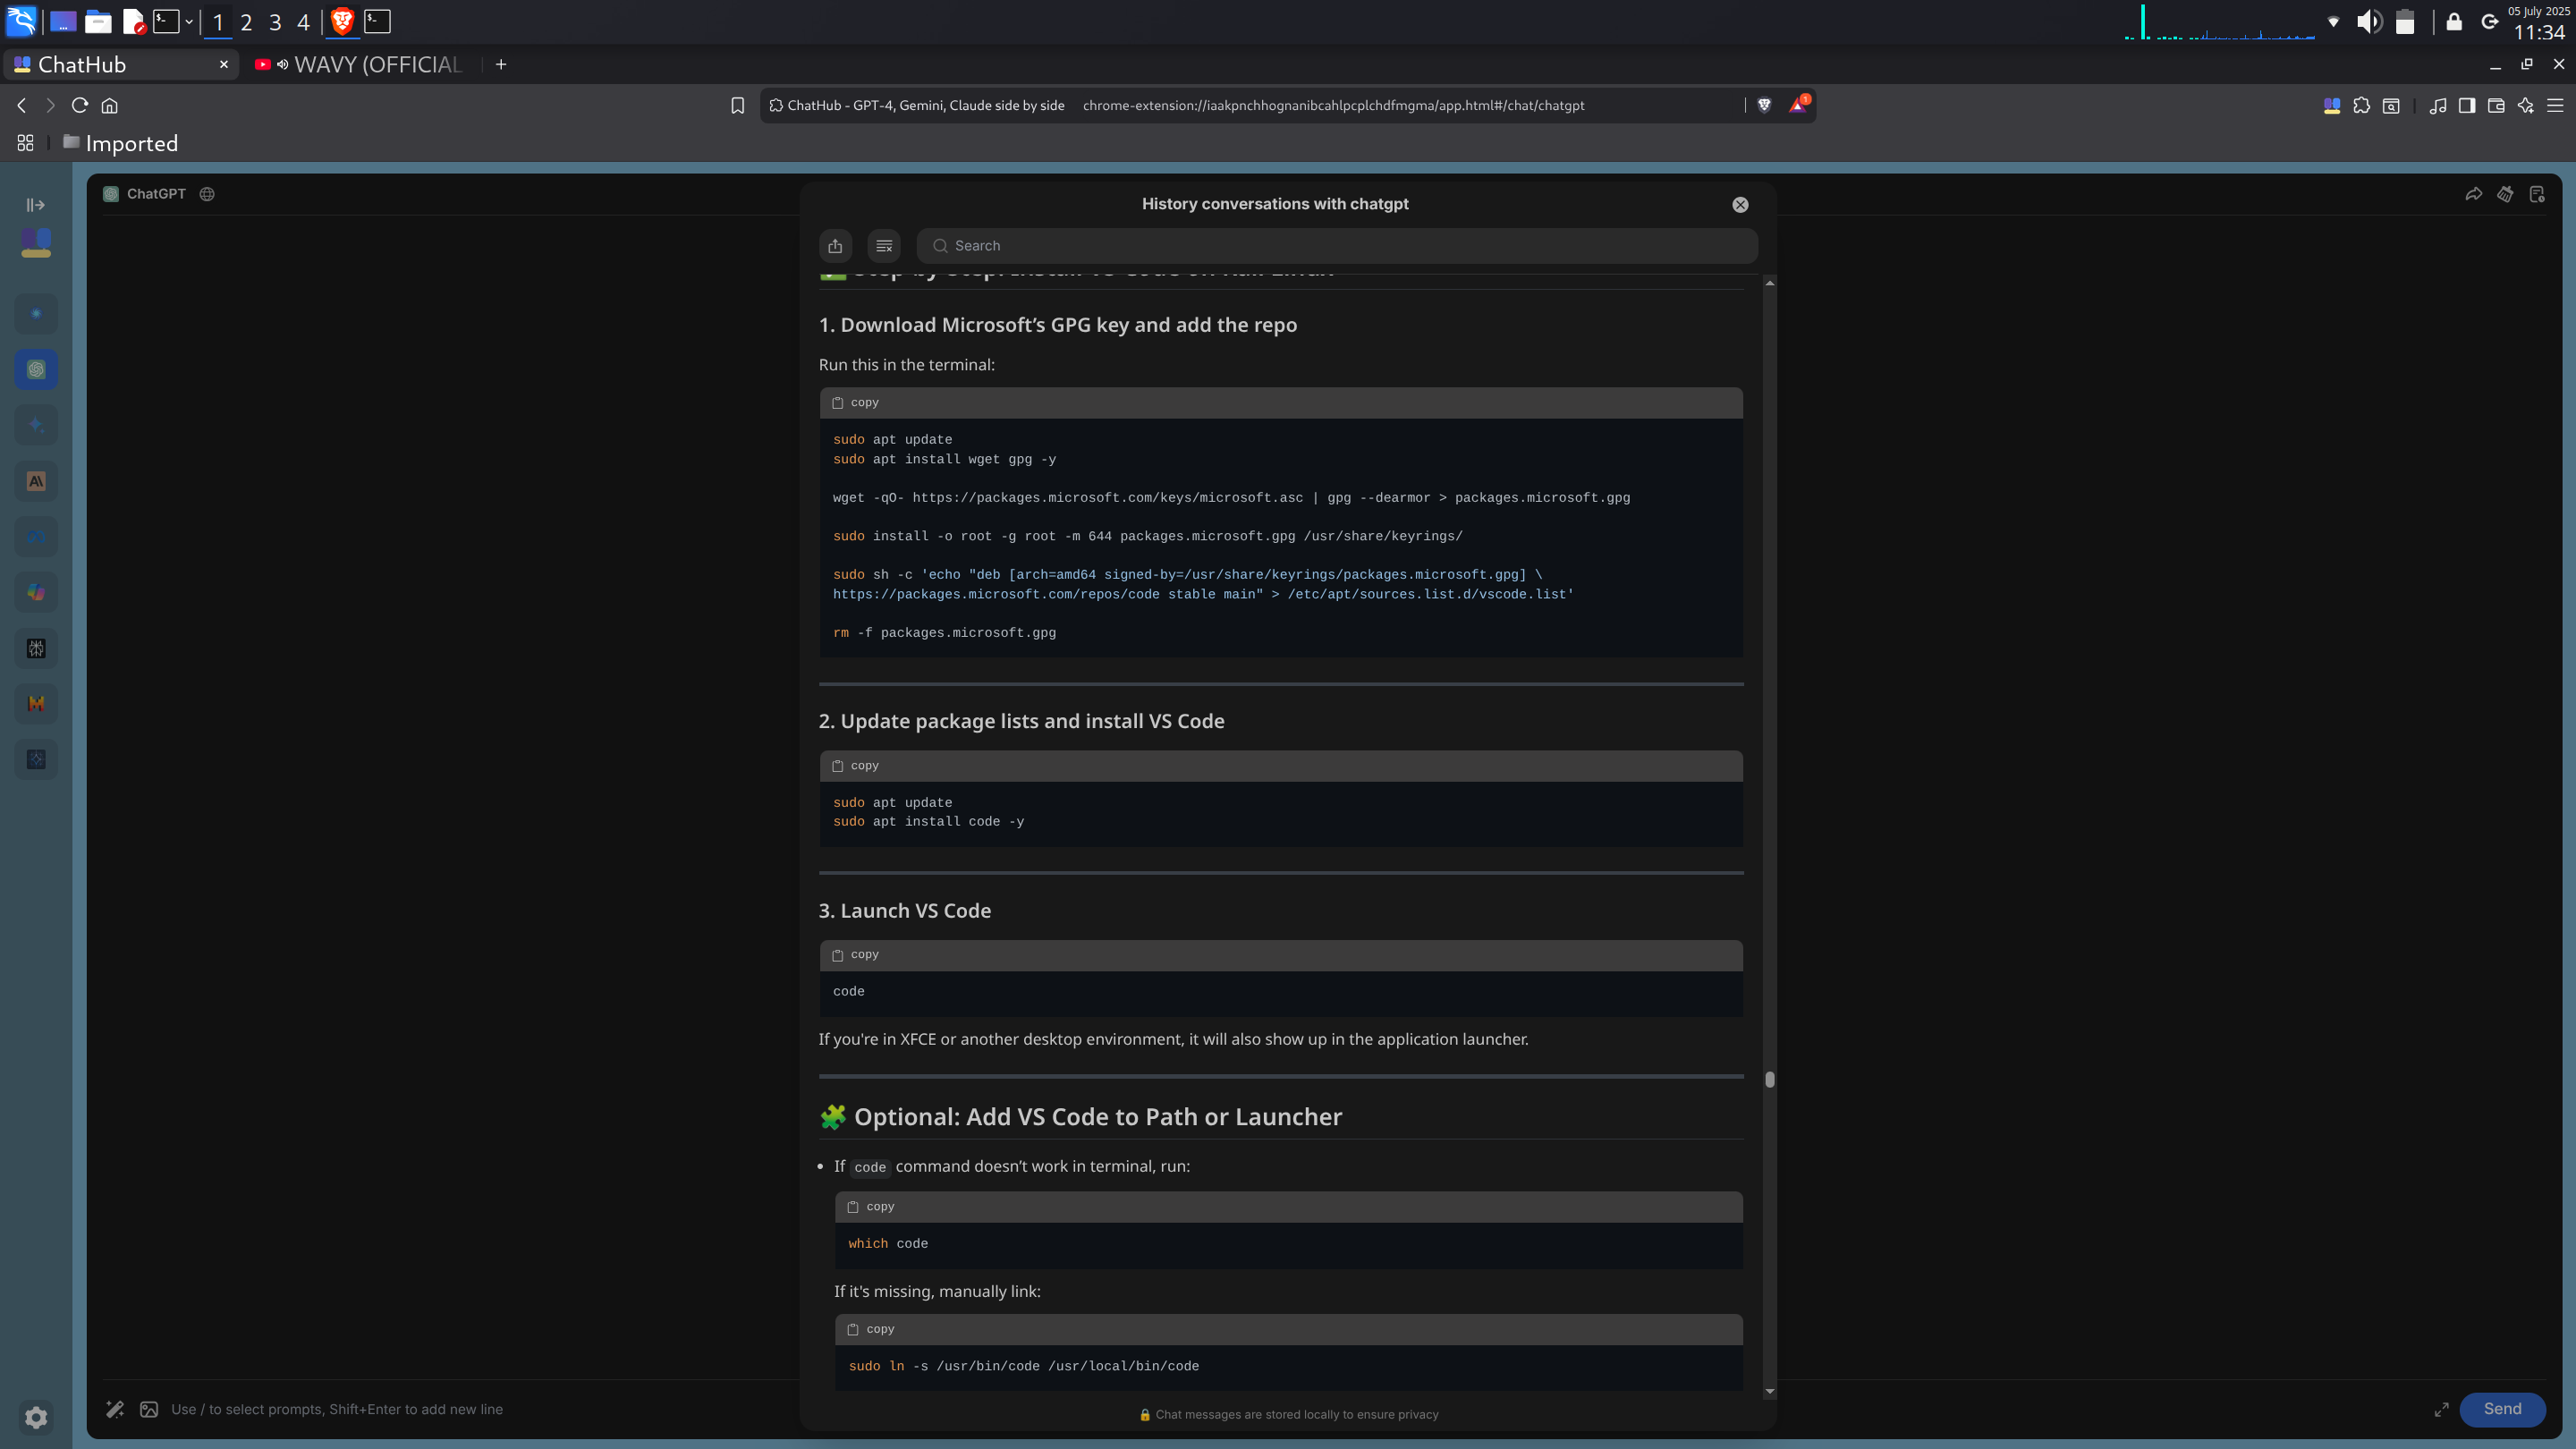 1 2 3 4
05 July 2025
11:34
ChatHub
WAVY (OFFICIAL
ChatHub - GPT-4, Gemini, Claude side by side chrome-extension://iaakpnchhognanibcahlpcplchdfmgma/app.html#/chat/chatgpt
1
Imported
ChatGPT
History conversations with chatgpt
Search
1. Download Microsoft’s GPG key and add the repo
Run this in the terminal:
copy
sudo apt update
sudo apt install wget gpg -y
wget -qO- https://packages.microsoft.com/keys/microsoft.asc | gpg --dearmor > packages.microsoft.gpg
sudo install -o root -g root -m 644 packages.microsoft.gpg /usr/share/keyrings/
sudo sh -c 'echo "deb [arch=amd64 signed-by=/usr/share/keyrings/packages.microsoft.gpg] \
https://packages.microsoft.com/repos/code stable main" > /etc/apt/sources.list.d/vscode.list'
rm -f packages.microsoft.gpg
2. Update package lists and install VS Code
copy
sudo apt update
sudo apt install code -y
3. Launch VS Code
copy
code
If you're in XFCE or another desktop environment, it will also show up in the application launcher.
🧩 Optional: Add VS Code to Path or Launcher
• If code command doesn’t work in terminal, run:
copy
which code
If it's missing, manually link:
copy
sudo ln -s /usr/bin/code /usr/local/bin/code
🔒 Chat messages are stored locally to ensure privacy
Use / to select prompts, Shift+Enter to add new line
Send